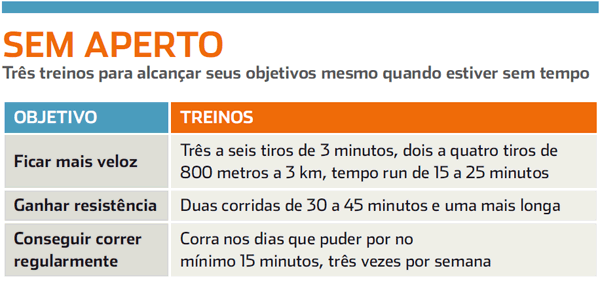 SEM APERTO
Três treinos para alcançar seus objetivos mesmo quando estiver sem tempo
OBJETIVO
TREINOS
Ficar mais veloz
Três a seis tiros de 3 minutos, dois a quatro tiros de
800 metros a 3 km, tempo run de 15 a 25 minutos
Ganhar resistência
Duas corridas de 30 a 45 minutos e uma mais longa
Conseguir correr
regularmente
Corra nos dias que puder por no
mínimo 15 minutos, três vezes por semana